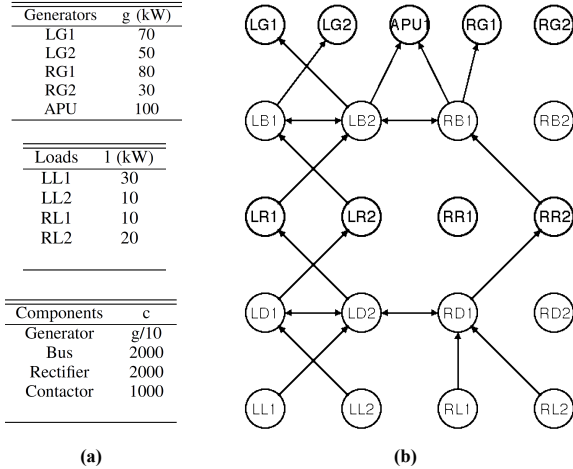 Generators g (kW)
LG1 70
LG2 50
RG1 80
RG2 30
APU 100
Loads l (kW)
LL1 30
LL2 10
RL1 10
RL2 20
Components c
Generator g/10
Bus 2000
Rectifier 2000
Contactor 1000
(a)
LG1 LG2 APU1 RG1 RG2
LB1 LB2 RB1 RB2
LR1 LR2 RR1 RR2
LD1 LD2 RD1 RD2
LL1 LL2 RL1 RL2
(b)